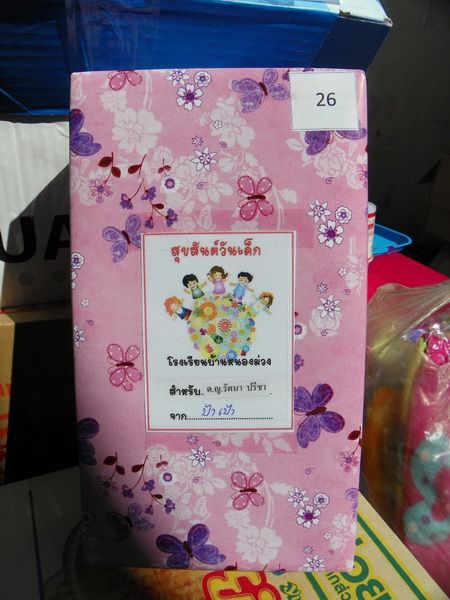 26
สุขสันต์วันเด็ก
โรงเรียนบ้านหนองม่วง
สำหรับ..ด.ญ.รัตนา ปรีชา
จาก......ป้าเป้า
UA